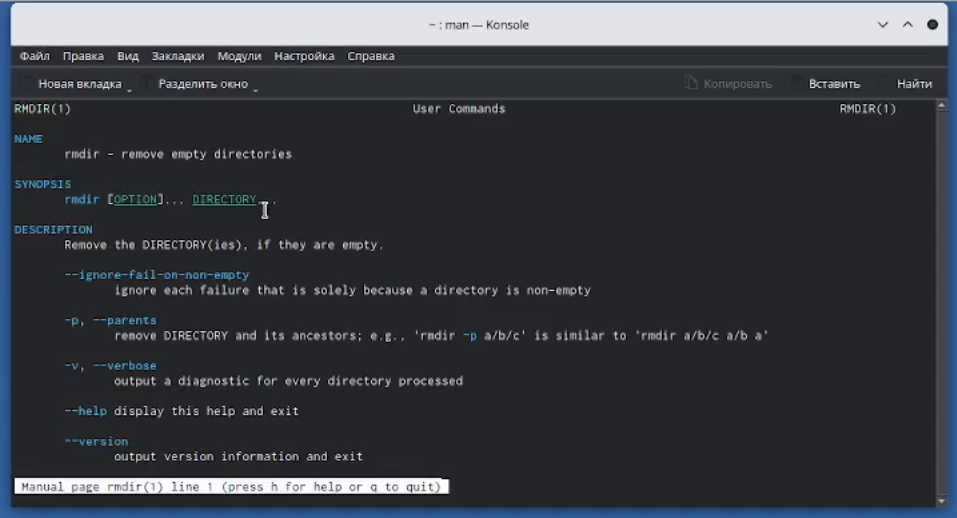 ~ : man — Konsole
Файл Правка Вид Закладки Модули Настройка Справка
Новая вкладка Разделить окно Копировать Вставить Найти
RMDIR(1) User Commands RMDIR(1)
NAME
rmdir - remove empty directories
SYNOPSIS
rmdir [OPTION]... DIRECTORY...
DESCRIPTION
Remove the DIRECTORY(ies), if they are empty.
--ignore-fail-on-non-empty
ignore each failure that is solely because a directory is non-empty
-p, --parents
remove DIRECTORY and its ancestors; e.g., 'rmdir -p a/b/c' is similar to 'rmdir a/b/c a/b a'
-v, --verbose
output a diagnostic for every directory processed
--help display this help and exit
--version
output version information and exit
Manual page rmdir(1) line 1 (press h for help or q to quit)